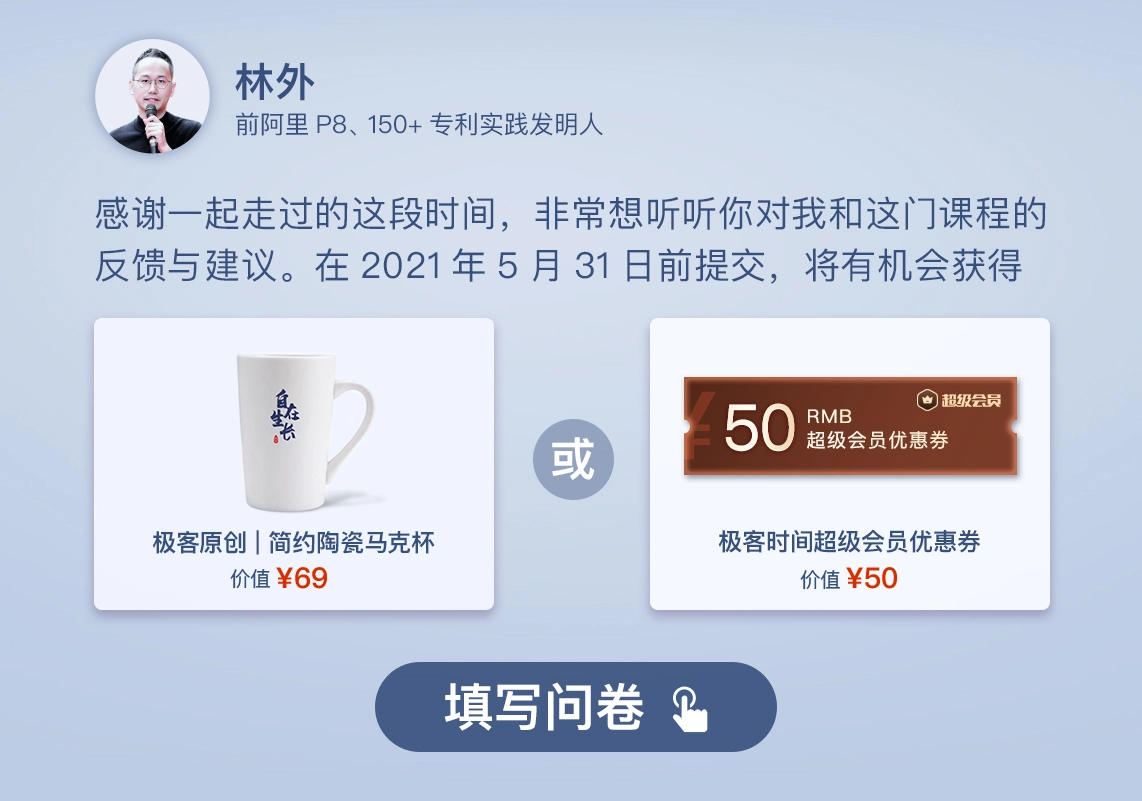 林外
前阿里 P8、150+ 专利实践发明人
感谢一起走过的这段时间，非常想听听你对我和这门课程的
反馈与建议。在 2021 年 5 月 31 日前提交，将有机会获得
自在
生长
极客原创 | 简约陶瓷马克杯
价值 ¥69
或
¥
超级会员
50 RMB
超级会员优惠券
极客时间超级会员优惠券
价值 ¥50
填写问卷